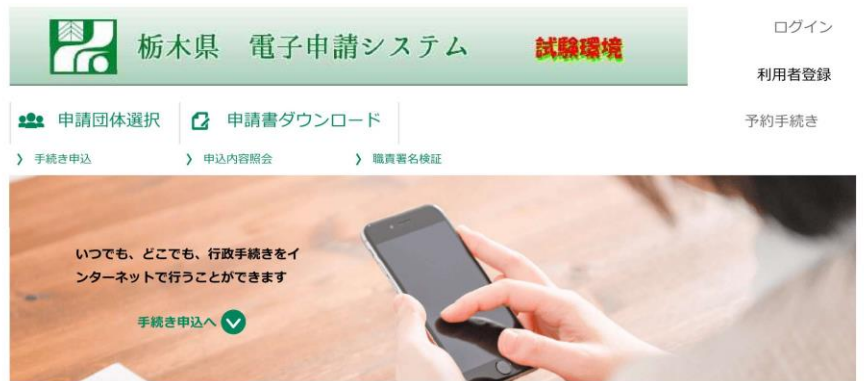 栃木県 電子申請システム 試験環境
ログイン
利用者登録
申請団体選択 申請書ダウンロード
予約手続き
手続き申込 申込内容照会 職責署名検証
いつでも、どこでも、行政手続きをイ
ンターネットで行うことができます
手続き申込へ